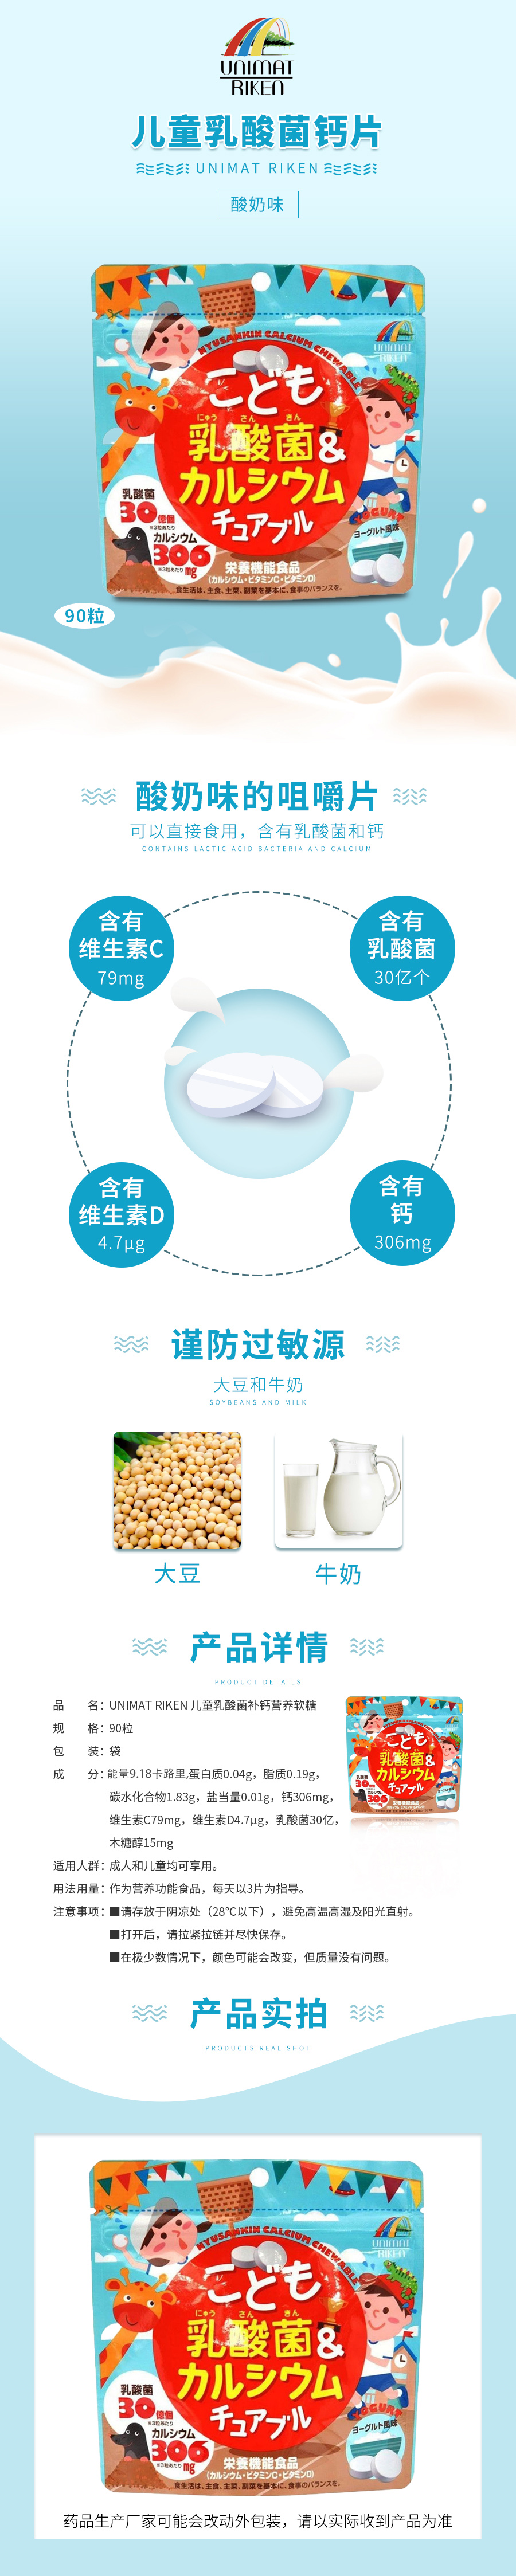 UNIMAT
RIKEN
儿童乳酸菌钙片
UNIMAT RIKEN
酸奶味
NYUSANKIN CALCIUM CHEWABLE
UNIMAT
RIKEN
こども
にゅう さん きん
乳酸菌&
カルシウム
チュアブル
乳酸菌
30億個
※3粒あたり
カルシウム
306mg
※3粒あたり
YOGURT
ヨーグルト風味
栄養機能食品
(カルシウム・ビタミンC・ビタミンD)
食生活は、主食、主菜、副菜を基本に、食事のバランスを。
90粒
酸奶味的咀嚼片
可以直接食用，含有乳酸菌和钙
CONTAINS LACTIC ACID BACTERIA AND CALCIUM
含有
维生素C
79mg
含有
乳酸菌
30亿个
含有
维生素D
4.7μg
含有
钙
306mg
谨防过敏源
大豆和牛奶
SOYBEANS AND MILK
大豆
牛奶
产品详情
PRODUCT DETAILS
品 名：UNIMAT RIKEN 儿童乳酸菌补钙营养软糖
规 格：90粒
包 装：袋
成 分：能量9.18卡路里,蛋白质0.04g，脂质0.19g，
碳水化合物1.83g，盐当量0.01g，钙306mg，
维生素C79mg，维生素D4.7μg，乳酸菌30亿，
木糖醇15mg
适用人群：成人和儿童均可享用。
用法用量：作为营养功能食品，每天以3片为指导。
注意事项：■请存放于阴凉处（28℃以下），避免高温高湿及阳光直射。
■打开后，请拉紧拉链并尽快保存。
■在极少数情况下，颜色可能会改变，但质量没有问题。
こども
乳酸菌&
カルシウム
チュアブル
产品实拍
PRODUCTS REAL SHOT
NYUSANKIN CALCIUM CHEWABLE
UNIMAT
RIKEN
こども
にゅう さん きん
乳酸菌&
カルシウム
チュアブル
乳酸菌
30億個
※3粒あたり
カルシウム
306mg
※3粒あたり
YOGURT
ヨーグルト風味
栄養機能食品
(カルシウム・ビタミンC・ビタミンD)
食生活は、主食、主菜、副菜を基本に、食事のバランスを。
药品生产厂家可能会改动外包装，请以实际收到产品为准